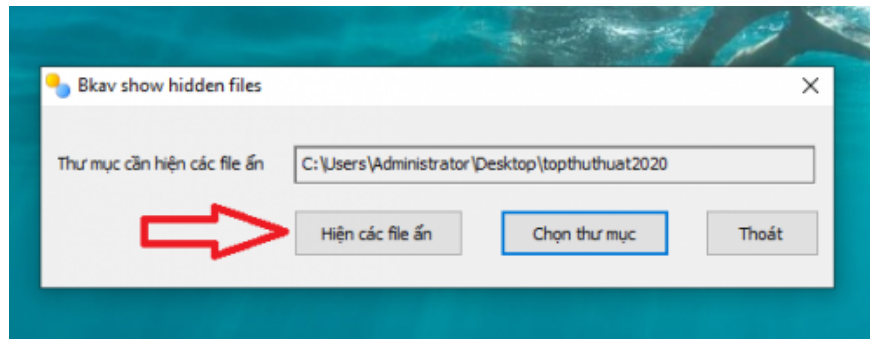 Bkav show hidden files
Thư mục cần hiện các file ẩn
C:\Users\Administrator\Desktop\topthuthuat2020
Hiện các file ẩn
Chọn thư mục
Thoát